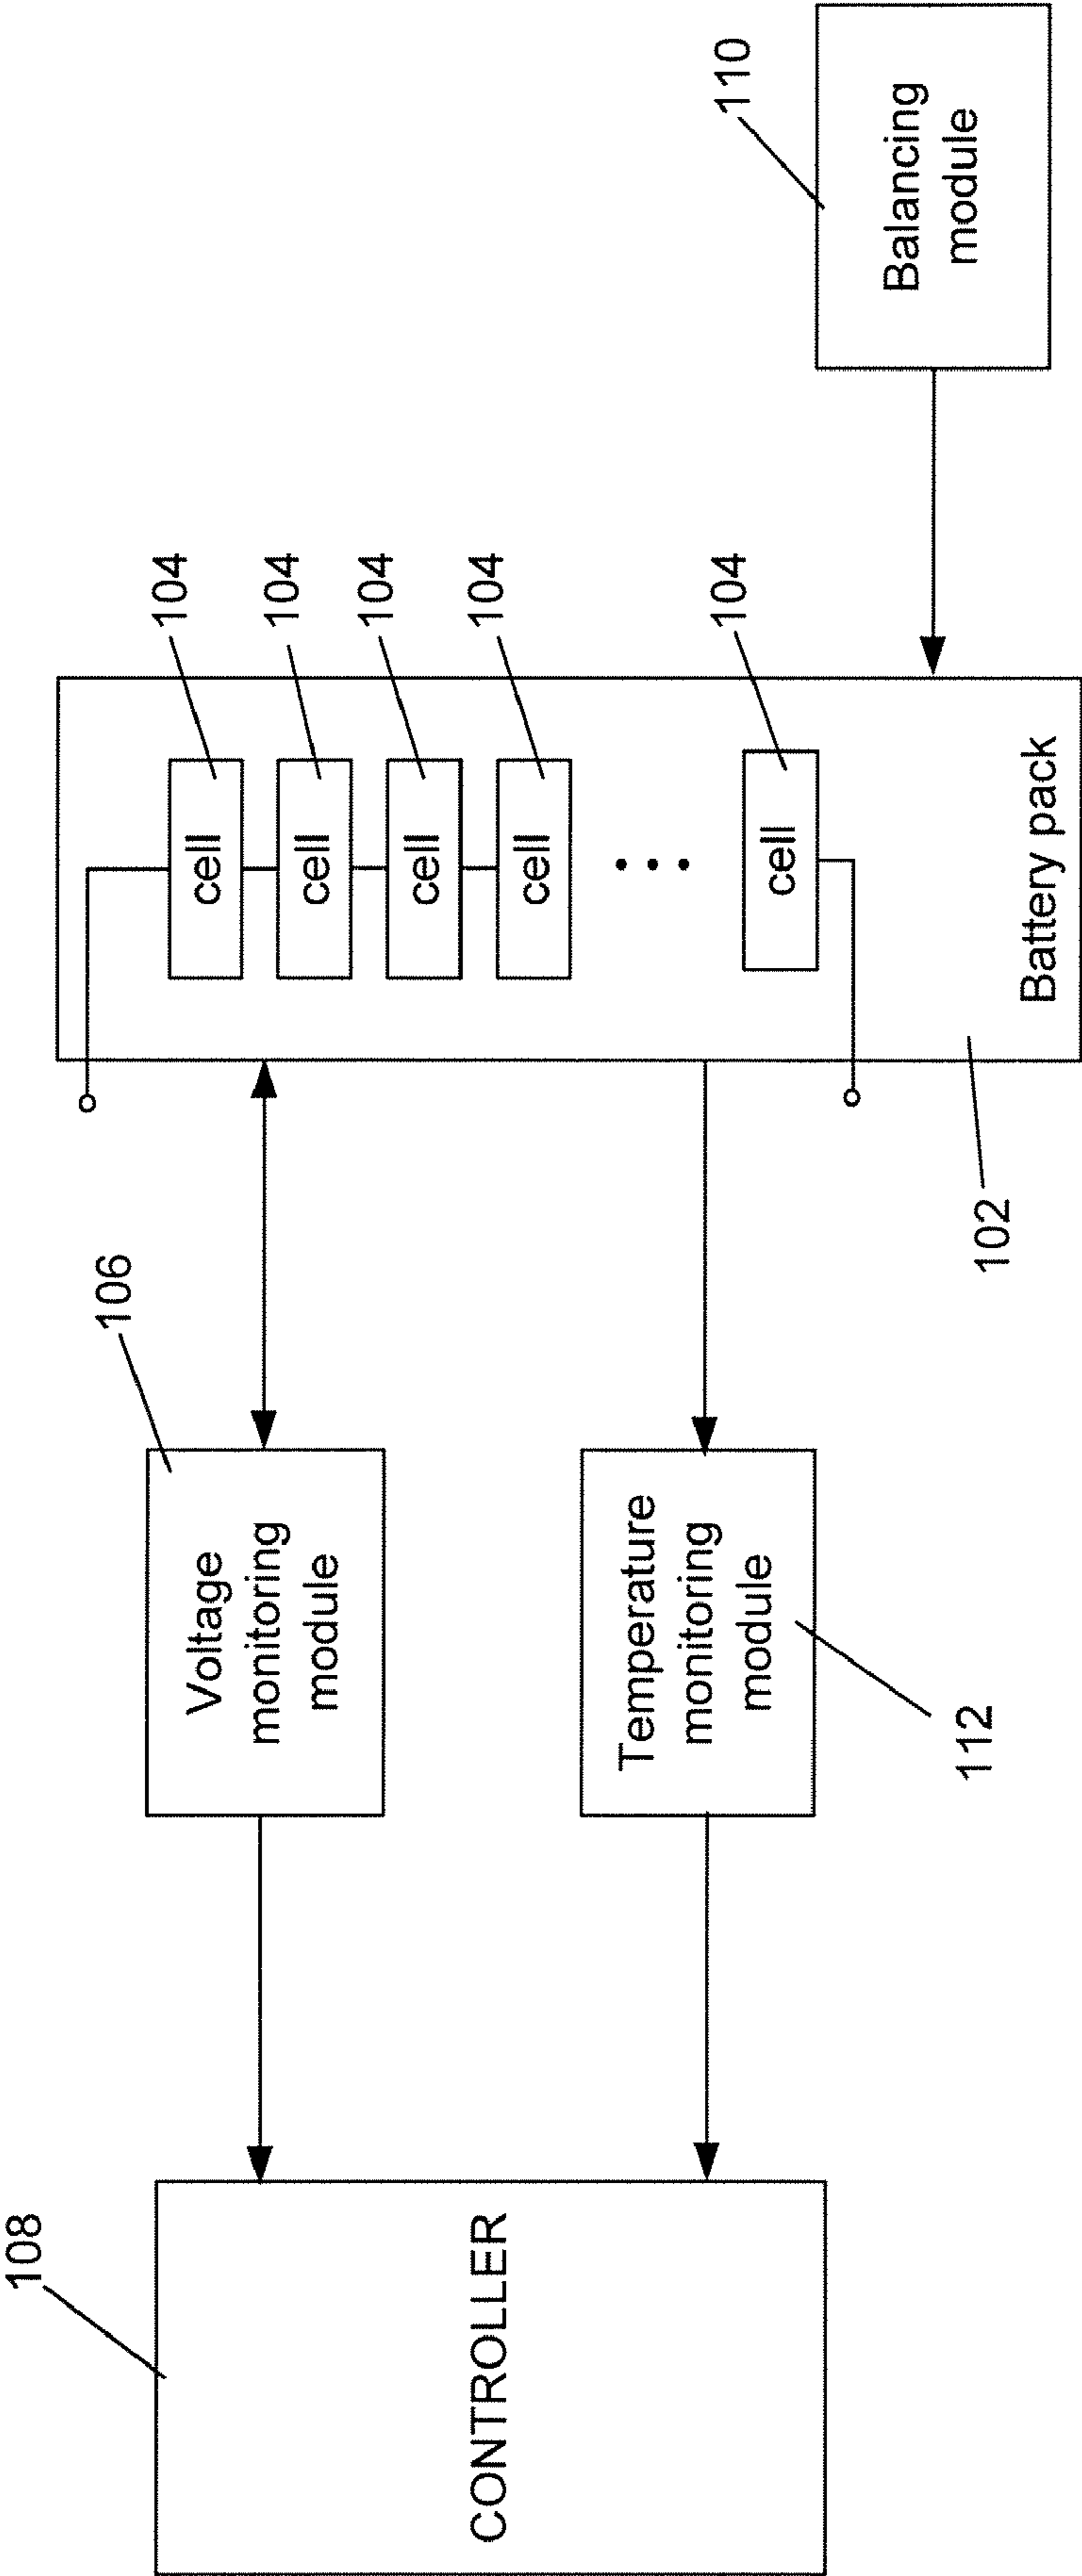 108
CONTROLLER
106
Voltage
monitoring
module
Temperature
monitoring
module
112
104
104
104
104
104
cell
cell
cell
cell
cell
Battery pack
102
110
Balancing
module